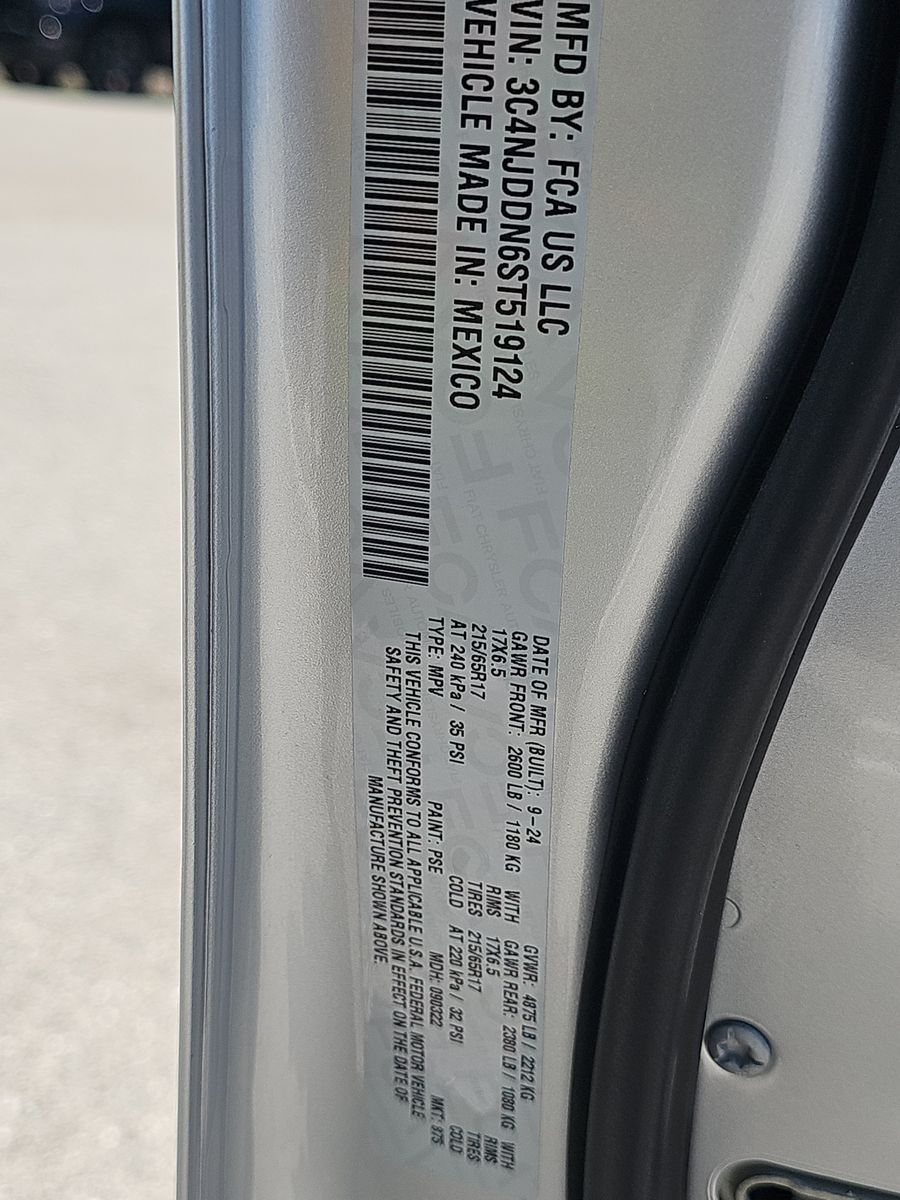 MFD BY: FCA US LLC
VIN: 3C4NJDDN6ST519124
VEHICLE MADE IN: MEXICO
DATE OF MFR (BUILT): 9-24 GVWR: 4875 LB / 2212 KG
GAWR FRONT: 2600 LB / 1180 KG WITH GAWR REAR: 2380 LB / 1080 KG WITH
17X6.5 RIMS 17X6.5 RIMS
215/65R17 TIRES 215/65R17 TIRES
AT 240 kPa / 35 PSI COLD AT 220 kPa / 32 PSI COLD
TYPE: MPV PAINT: PSE MDH: 090322 MKT: 975
THIS VEHICLE CONFORMS TO ALL APPLICABLE U.S.A. FEDERAL MOTOR VEHICLE
SAFETY AND THEFT PREVENTION STANDARDS IN EFFECT ON THE DATE OF
MANUFACTURE SHOWN ABOVE.